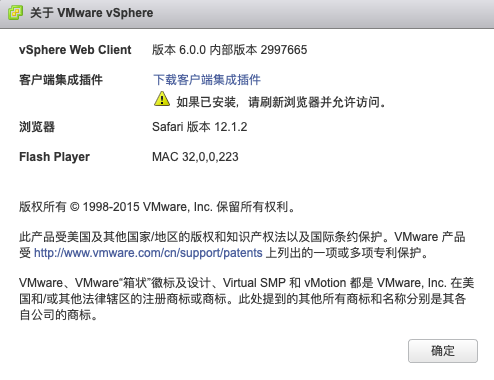 关于 VMware vSphere
vSphere Web Client 版本 6.0.0 内部版本 2997665
客户端集成插件 下载客户端集成插件
如果已安装，请刷新浏览器并允许访问。
浏览器 Safari 版本 12.1.2
Flash Player MAC 32,0,0,223
版权所有 © 1998-2015 VMware, Inc. 保留所有权利。
此产品受美国及其他国家/地区的版权和知识产权法以及国际条约保护。VMware 产品
受 http://www.vmware.com/cn/support/patents 上列出的一项或多项专利保护。
VMware、VMware“箱状”徽标及设计、Virtual SMP 和 vMotion 都是 VMware, Inc. 在美
国和/或其他法律辖区的注册商标或商标。此处提到的其他所有商标和名称分别是其各
自公司的商标。
确定